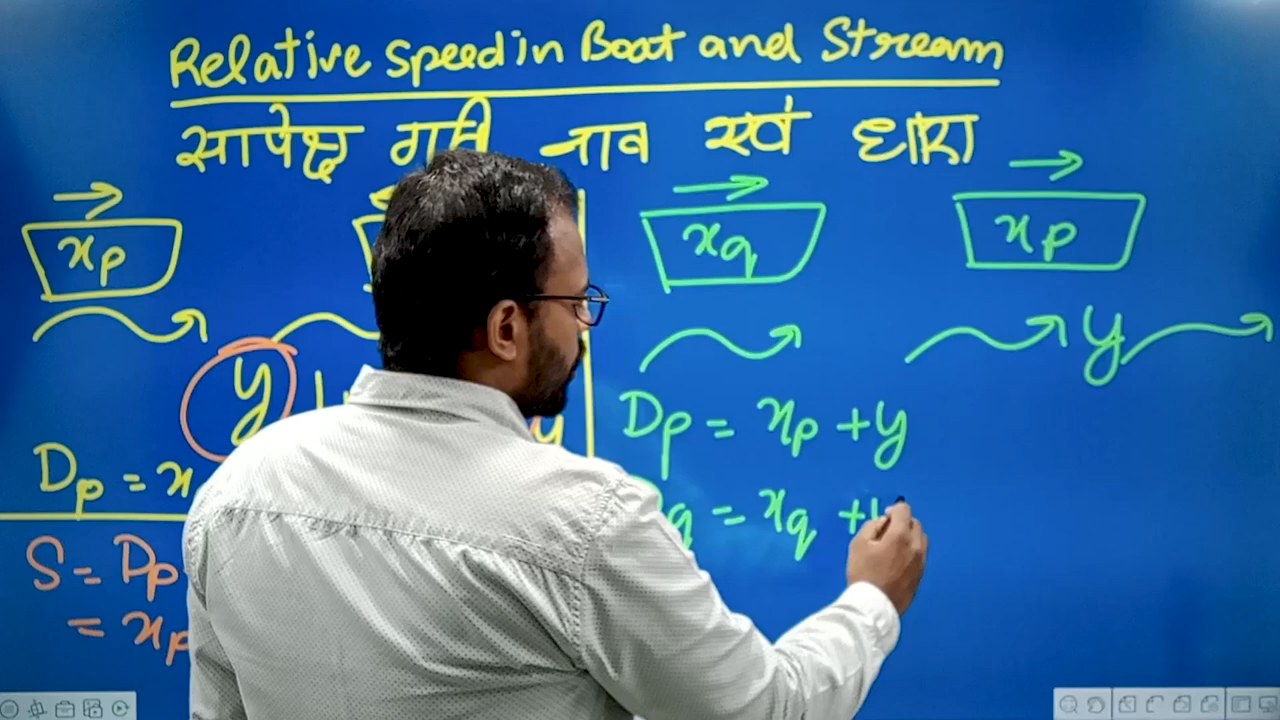 Relative speed in Boat and Stream
सापेक्ष गती नाव एवं धारा
xp
xq
xp
y
y
y
Dp = x
S = Dp
= xp
Dp = xp + y
q = xq +